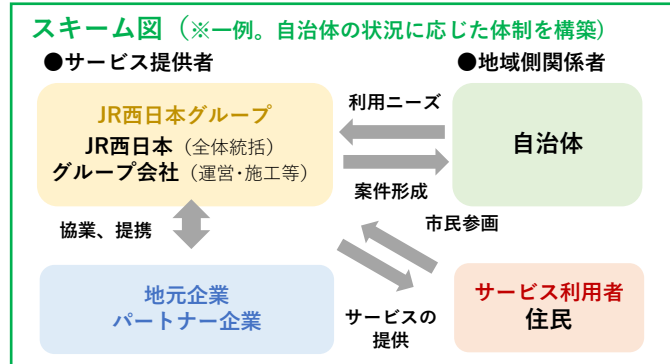 スキーム図（※一例。自治体の状況に応じた体制を構築）
●サービス提供者
●地域側関係者
JR西日本グループ
JR西日本（全体統括）
グループ会社（運営･施工等）
利用ニーズ
自治体
案件形成
協業、提携
市民参画
地元企業
パートナー企業
サービスの
提供
サービス利用者
住民